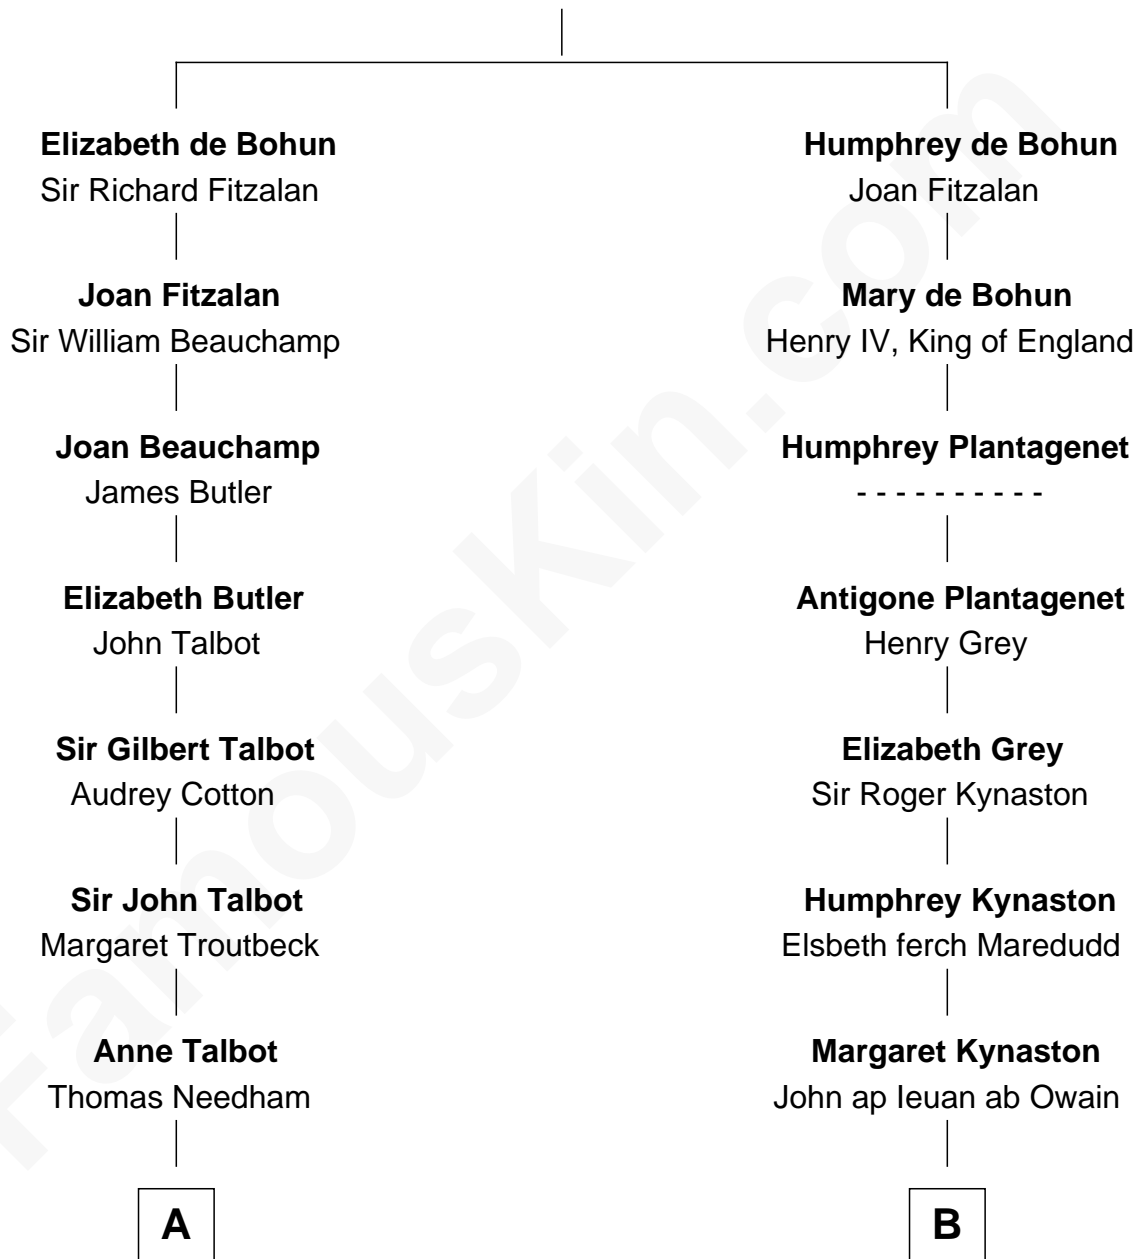 Elizabeth de Bohun
Sir Richard Fitzalan
Joan Fitzalan
Sir William Beauchamp
Joan Beauchamp
James Butler
Elizabeth Butler
John Talbot
Sir Gilbert Talbot
Audrey Cotton
Sir John Talbot
Margaret Troutbeck
Anne Talbot
Thomas Needham
A
Humphrey de Bohun
Joan Fitzalan
Mary de Bohun
Henry IV, King of England
Humphrey Plantagenet
- - - - - - - - - -
Antigone Plantagenet
Henry Grey
Elizabeth Grey
Sir Roger Kynaston
Humphrey Kynaston
Elsbeth ferch Maredudd
Margaret Kynaston
John ap Ieuan ab Owain
B
FamousKin.com